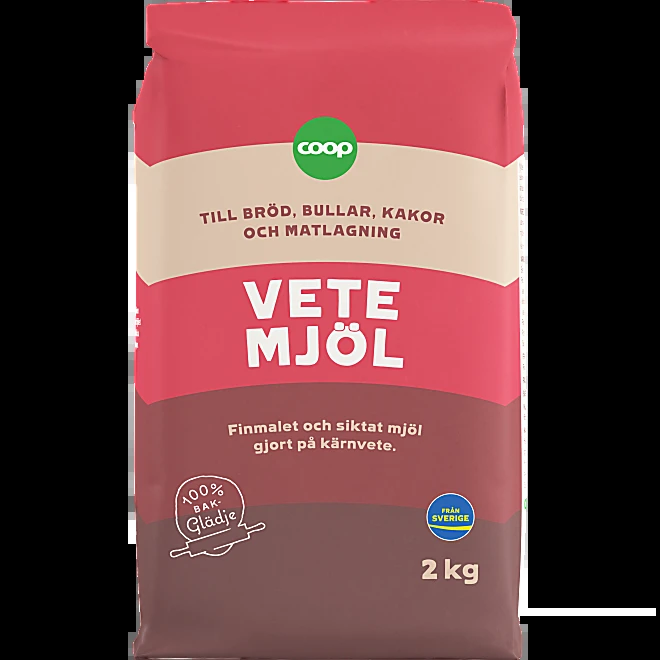 coop
TILL BRÖD, BULLAR, KAKOR
OCH MATLAGNING
VETE
MJÖL
Finmalet och siktat mjöl
gjort på kärnvete.
100%
BAK-
Glädje
FRÅN
SVERIGE
2 kg